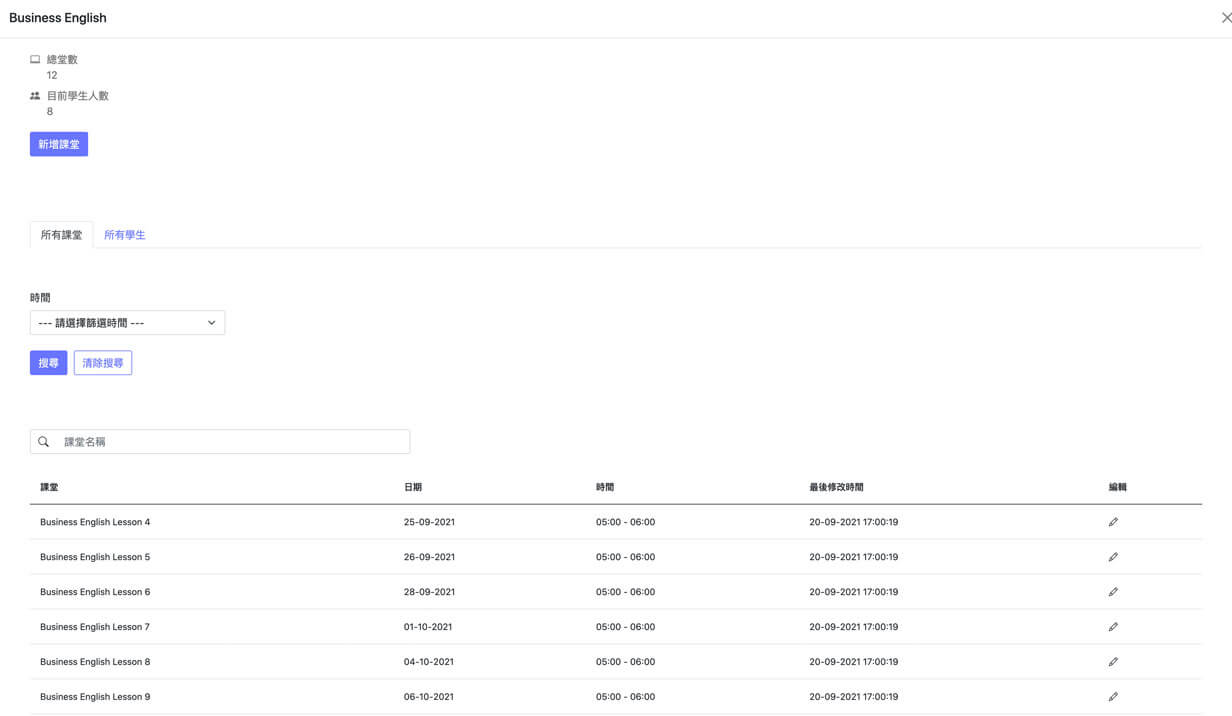 Business English
總堂數
12
目前學生人數
8
新增課堂
所有課堂 所有學生
時間
--- 請選擇篩選時間 ---
搜尋 清除搜尋
課堂名稱
課堂 日期 時間 最後修改時間 編輯
Business English Lesson 4 25-09-2021 05:00 - 06:00 20-09-2021 17:00:19
Business English Lesson 5 26-09-2021 05:00 - 06:00 20-09-2021 17:00:19
Business English Lesson 6 28-09-2021 05:00 - 06:00 20-09-2021 17:00:19
Business English Lesson 7 01-10-2021 05:00 - 06:00 20-09-2021 17:00:19
Business English Lesson 8 04-10-2021 05:00 - 06:00 20-09-2021 17:00:19
Business English Lesson 9 06-10-2021 05:00 - 06:00 20-09-2021 17:00:19